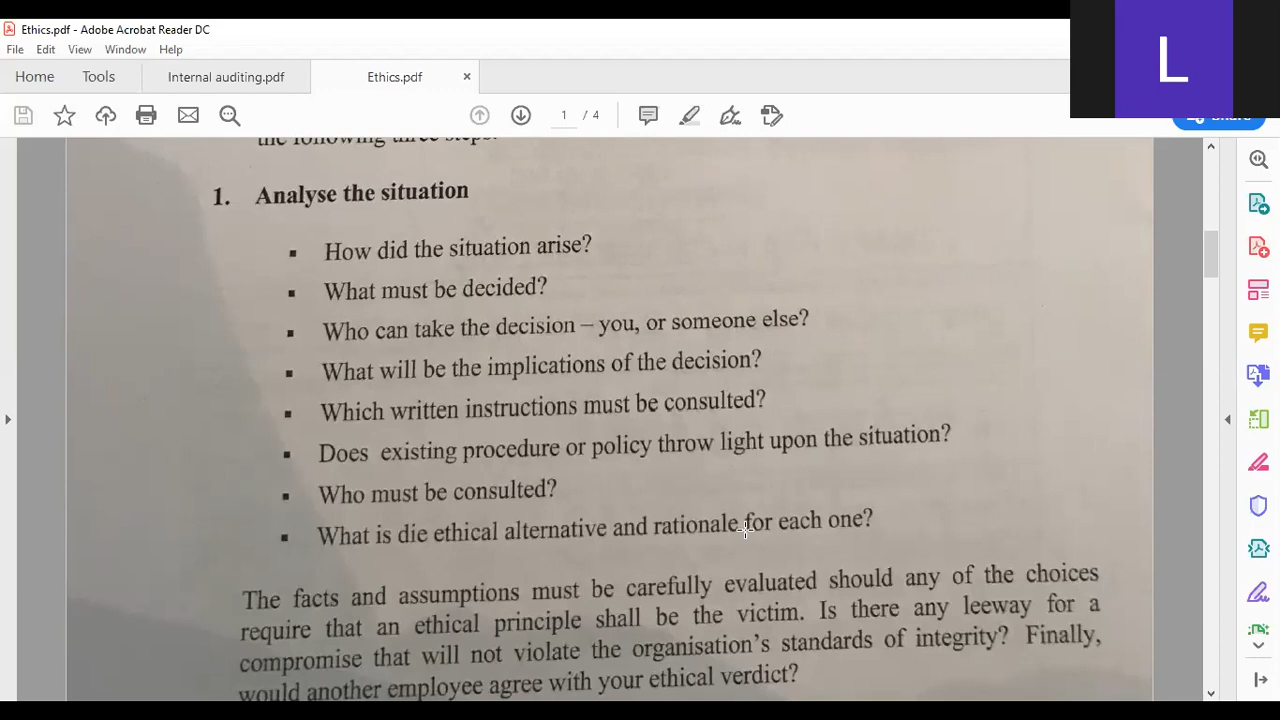 Ethics.pdf - Adobe Acrobat Reader DC
File Edit View Window Help
Home Tools Internal auditing.pdf Ethics.pdf ×
1 / 4
L
Share
the following three steps.
1. Analyse the situation
▪ How did the situation arise?
▪ What must be decided?
▪ Who can take the decision – you, or someone else?
▪ What will be the implications of the decision?
▪ Which written instructions must be consulted?
▪ Does existing procedure or policy throw light upon the situation?
▪ Who must be consulted?
▪ What is die ethical alternative and rationale for each one?
The facts and assumptions must be carefully evaluated should any of the choices
require that an ethical principle shall be the victim. Is there any leeway for a
compromise that will not violate the organisation's standards of integrity? Finally,
would another employee agree with your ethical verdict?